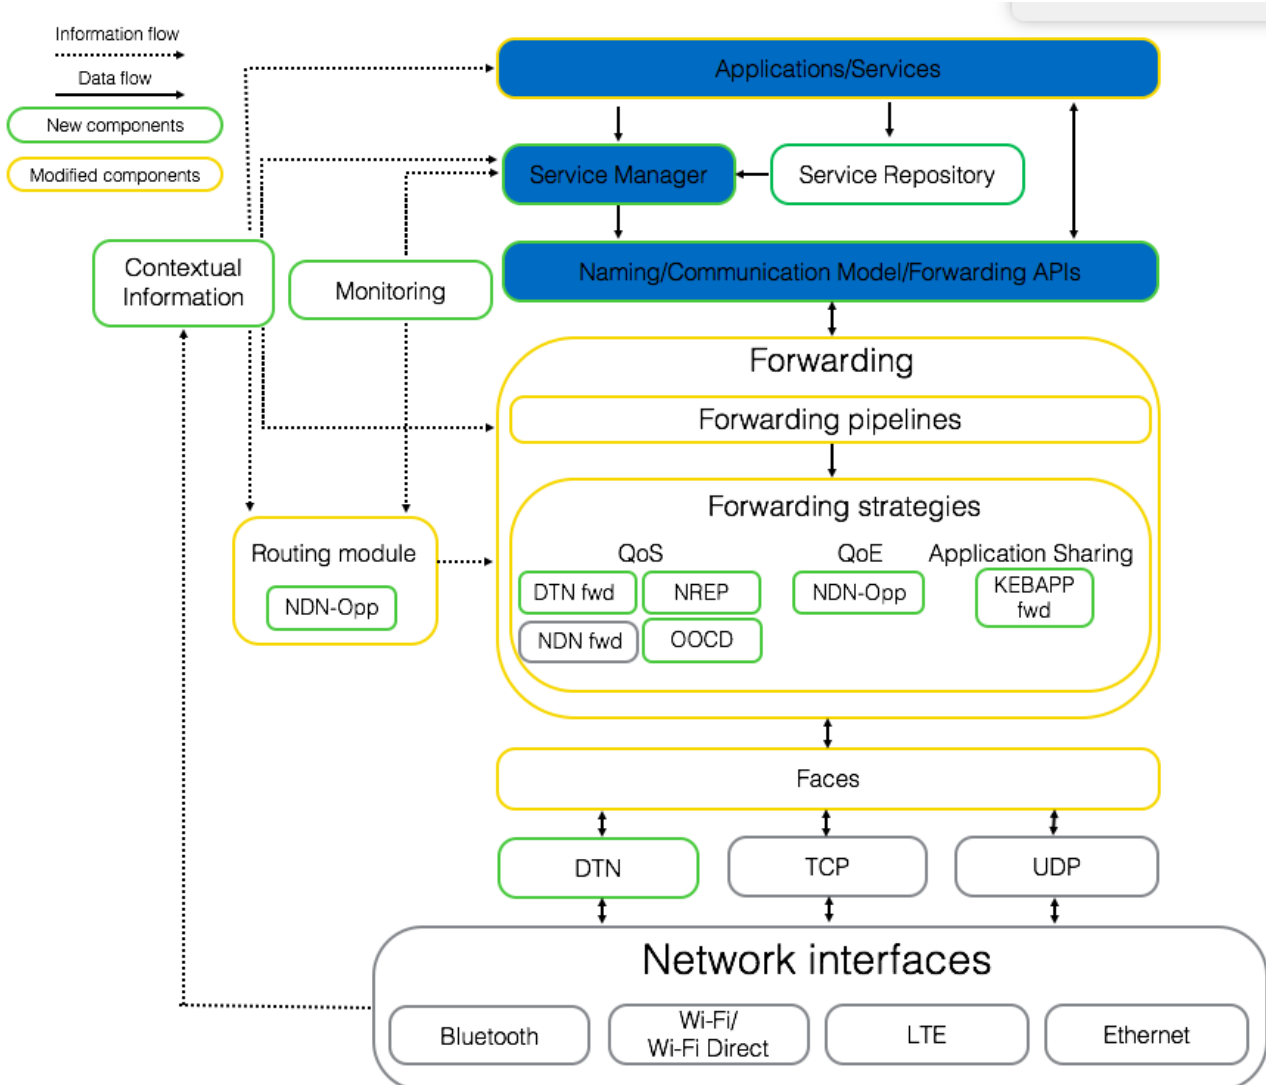 Information flow
Data flow
New components
Modified components
Applications/Services
Service Manager
Service Repository
Contextual
Information
Monitoring
Naming/Communication Model/Forwarding APIs
Forwarding
Forwarding pipelines
Forwarding strategies
Routing module
NDN-Opp
QoS
QoE
Application Sharing
DTN fwd
NREP
NDN-Opp
KEBAPP
fwd
NDN fwd
OOCD
Faces
DTN
TCP
UDP
Network interfaces
Bluetooth
Wi-Fi/
Wi-Fi Direct
LTE
Ethernet